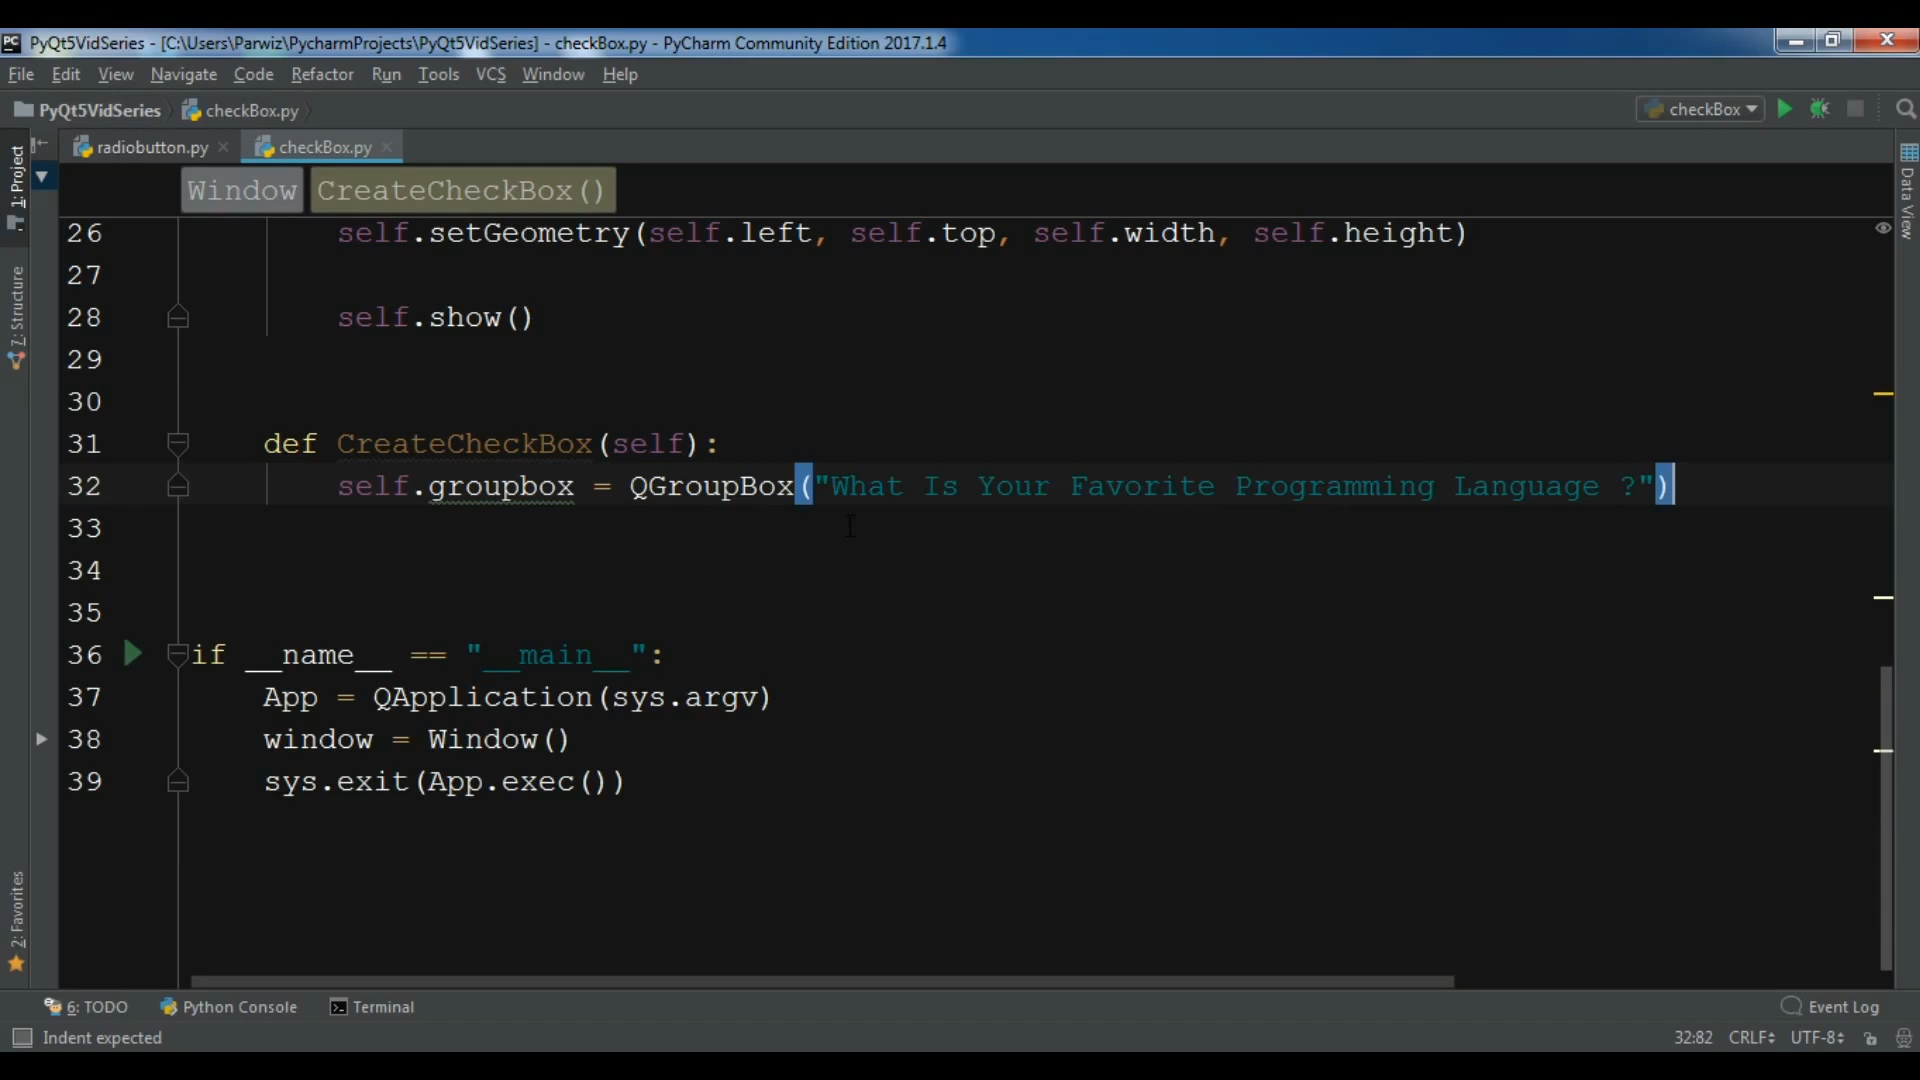 PyQt5VidSeries - [C:\Users\Parwiz\PycharmProjects\PyQt5VidSeries] - checkBox.py - PyCharm Community Edition 2017.1.4
File Edit View Navigate Code Refactor Run Tools VCS Window Help
PyQt5VidSeries checkBox.py checkBox
radiobutton.py checkBox.py
1: Project
7: Structure
2: Favorites
Data View
Window CreateCheckBox()
26 self.setGeometry(self.left, self.top, self.width, self.height)
27
28 self.show()
29
30
31 def CreateCheckBox(self):
32 self.groupbox = QGroupBox("What Is Your Favorite Programming Language ?")
33
34
35
36 if __name__ == "__main__":
37 App = QApplication(sys.argv)
38 window = Window()
39 sys.exit(App.exec())
6: TODO Python Console Terminal Event Log
Indent expected 32:82 CRLF UTF-8